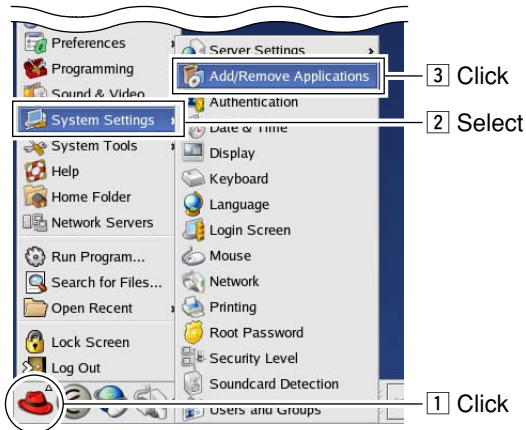 Preferences
Programming
Sound & Video
System Settings
System Tools
Help
Home Folder
Network Servers
Run Program...
Search for Files...
Open Recent
Lock Screen
Log Out
Server Settings
Add/Remove Applications
Authentication
Date & Time
Display
Keyboard
Language
Login Screen
Mouse
Network
Printing
Root Password
Security Level
Soundcard Detection
Users and Groups
3 Click
2 Select
1 Click